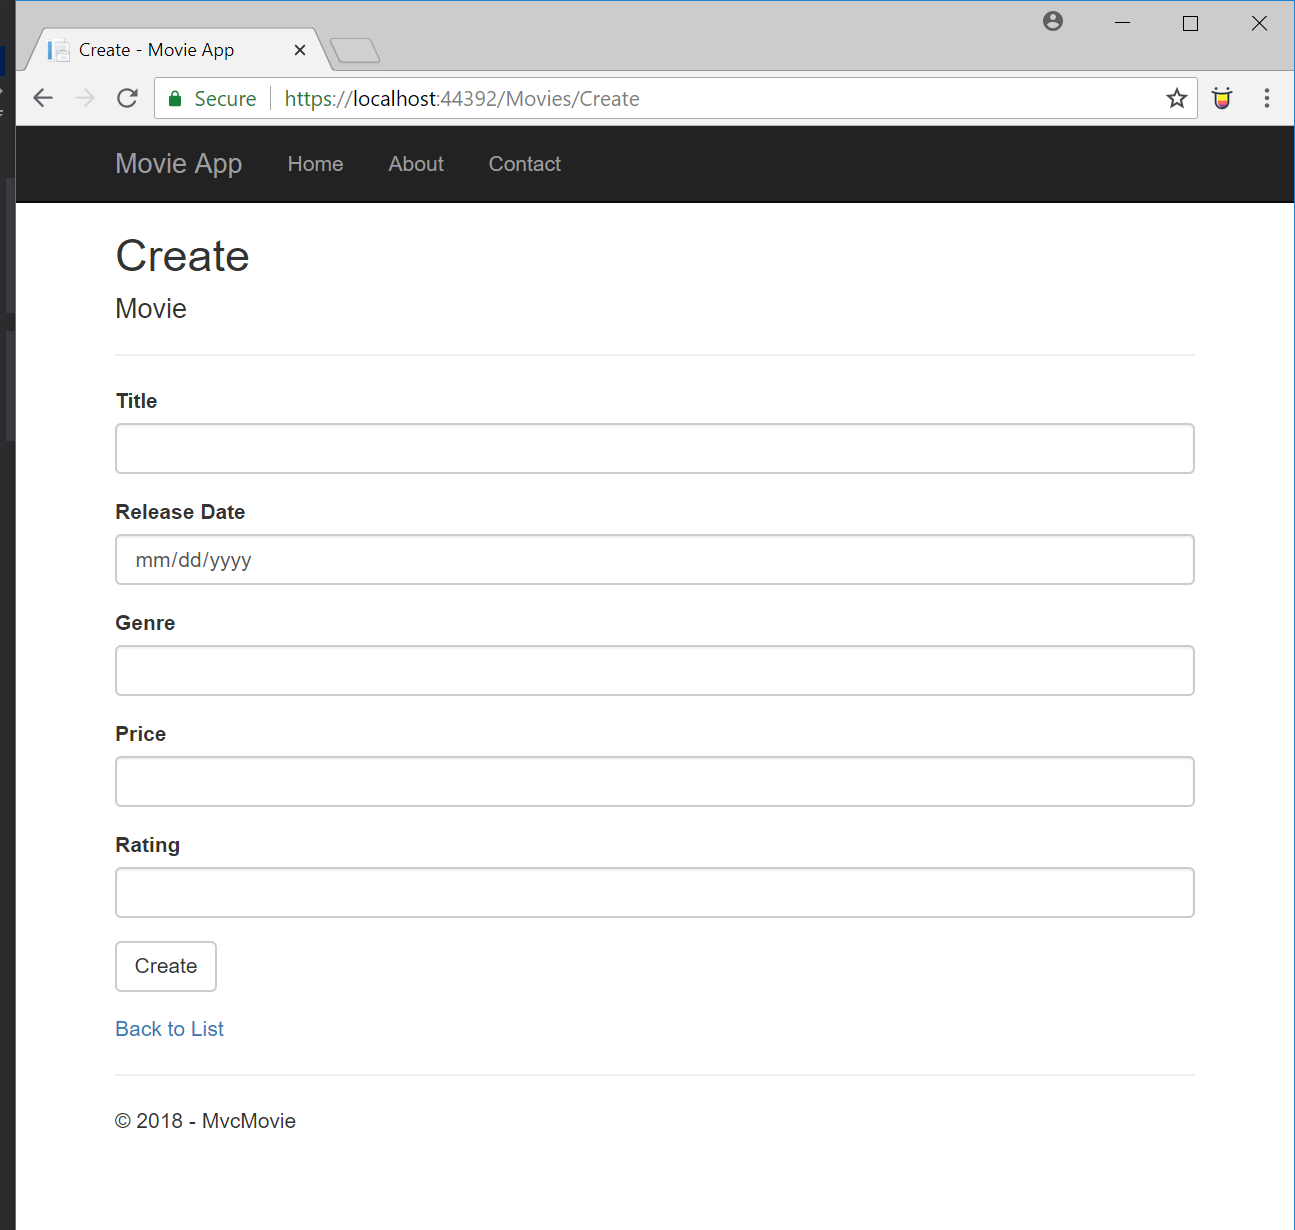 Create - Movie App
Secure https://localhost:44392/Movies/Create
Movie App Home About Contact
Create
Movie
Title
Release Date
mm/dd/yyyy
Genre
Price
Rating
Create
Back to List
© 2018 - MvcMovie